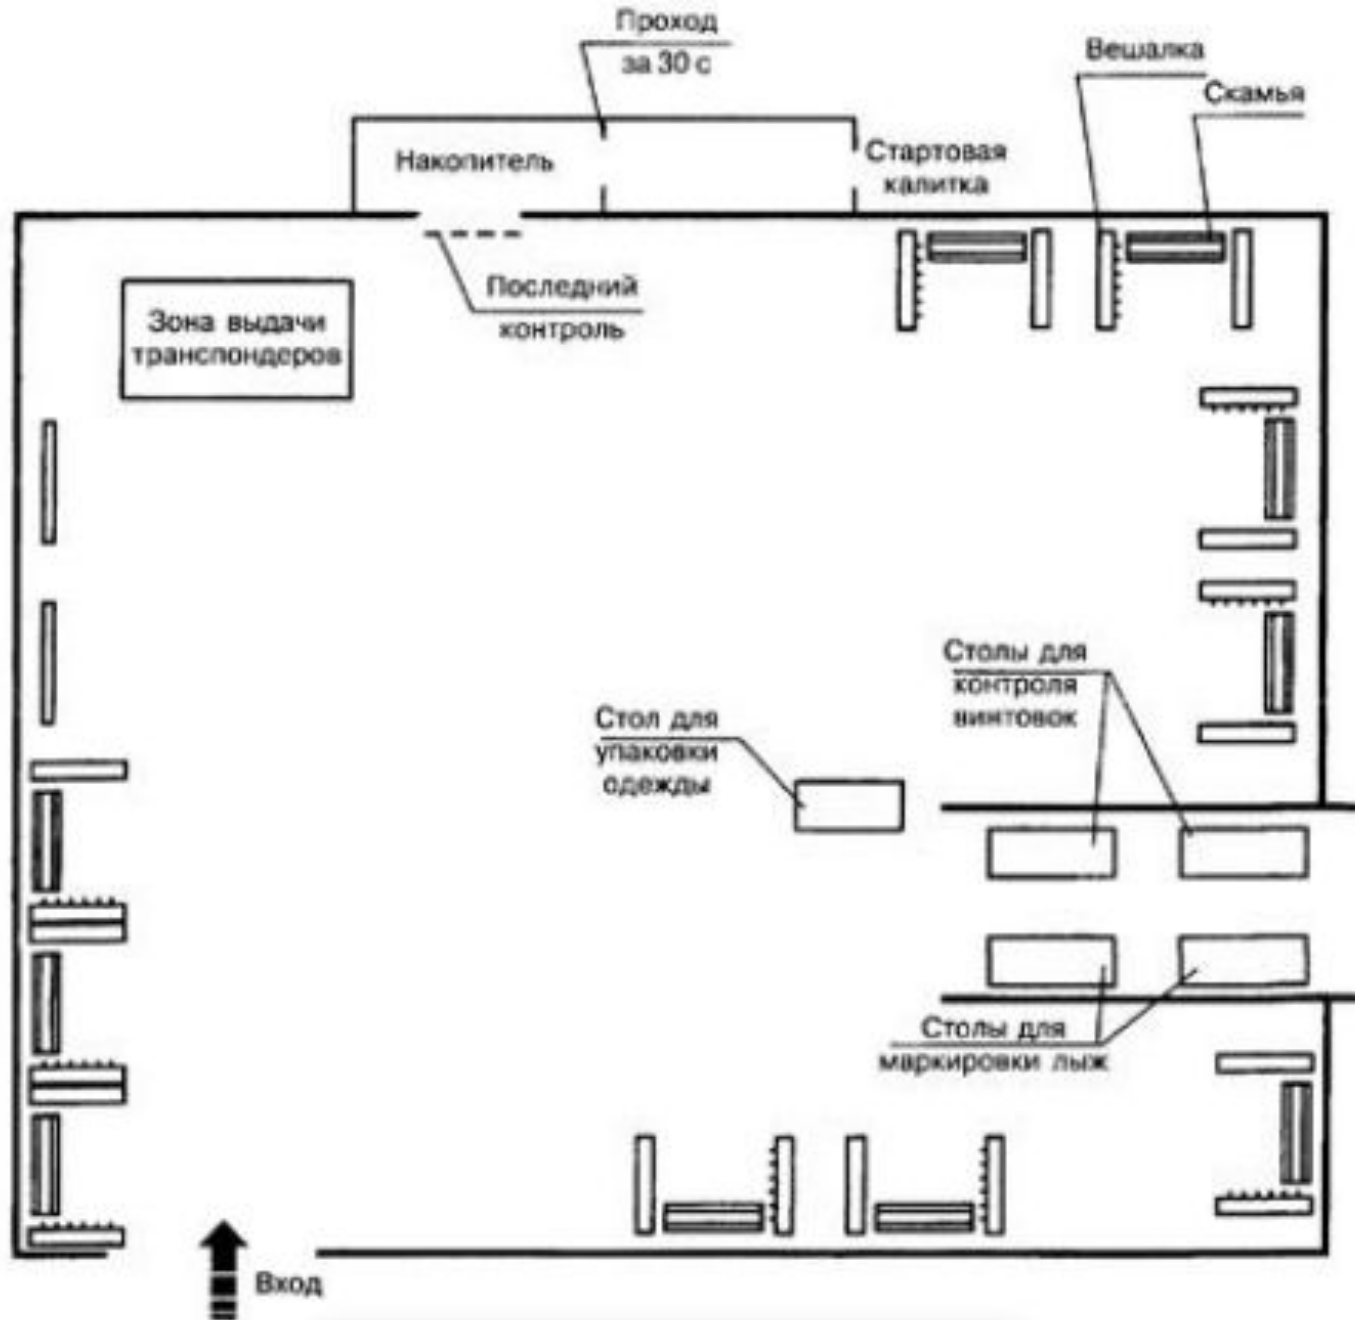 Проход
за 30 с
Вешалка
Скамья
Накопитель
Стартовая
калитка
Последний
контроль
Зона выдачи
транспондеров
Столы для
контроля
винтовок
Стол для
упаковки
одежды
Столы для
маркировки лыж
Вход